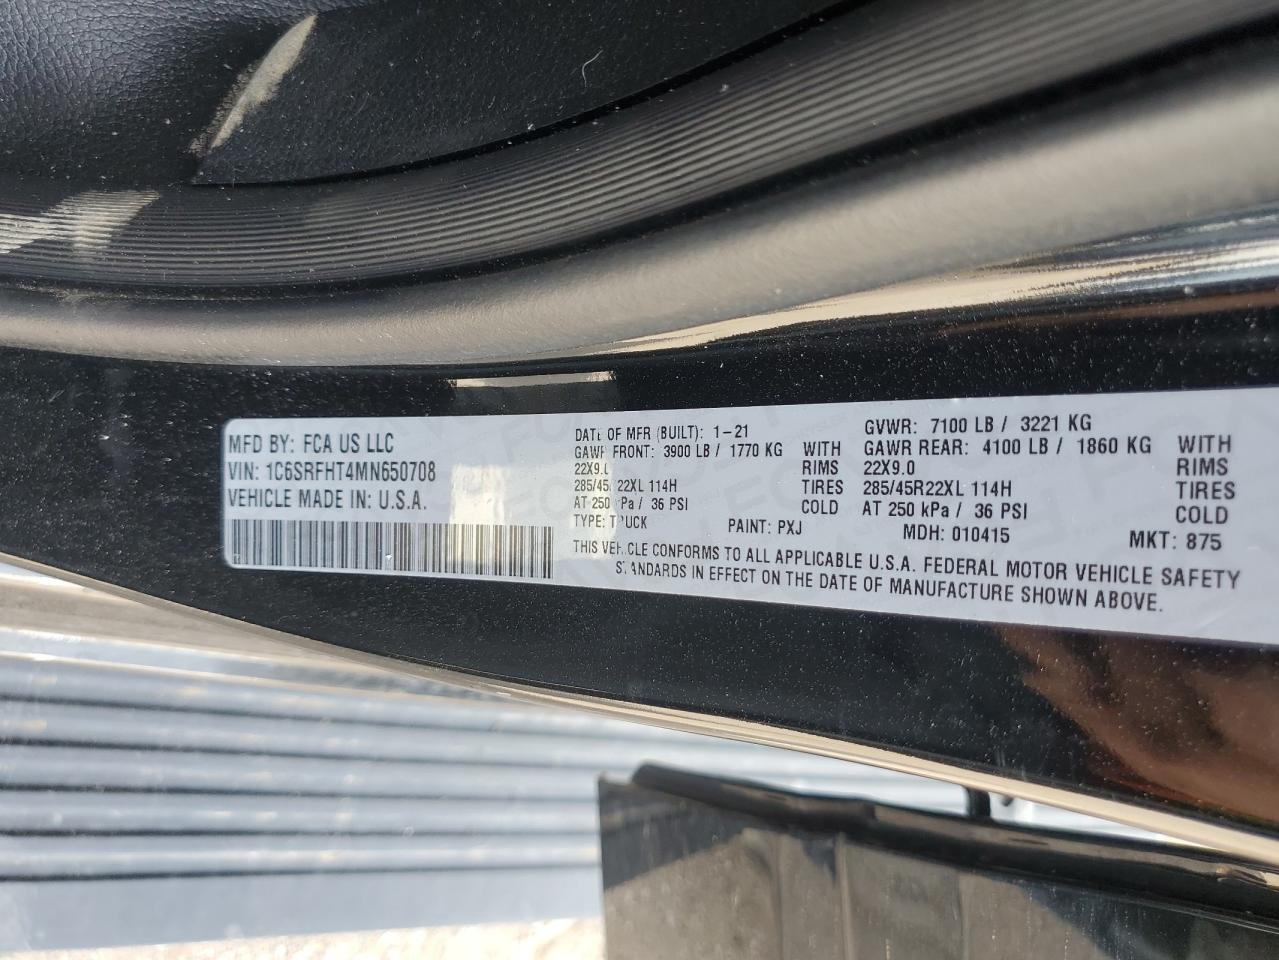 MFD BY: FCA US LLC
VIN: 1C6SRFHT4MN650708
VEHICLE MADE IN: U.S.A.
DATE OF MFR (BUILT): 1-21
GAWR FRONT: 3900 LB / 1770 KG WITH
22X9.0 RIMS
285/45 22XL 114H TIRES
AT 250 kPa / 36 PSI COLD
TYPE: TRUCK PAINT: PXJ MDH: 010415 MKT: 875
GVWR: 7100 LB / 3221 KG
GAWR REAR: 4100 LB / 1860 KG WITH
22X9.0 RIMS
285/45R22XL 114H TIRES
AT 250 kPa / 36 PSI COLD
THIS VEHICLE CONFORMS TO ALL APPLICABLE U.S.A. FEDERAL MOTOR VEHICLE SAFETY
STANDARDS IN EFFECT ON THE DATE OF MANUFACTURE SHOWN ABOVE.